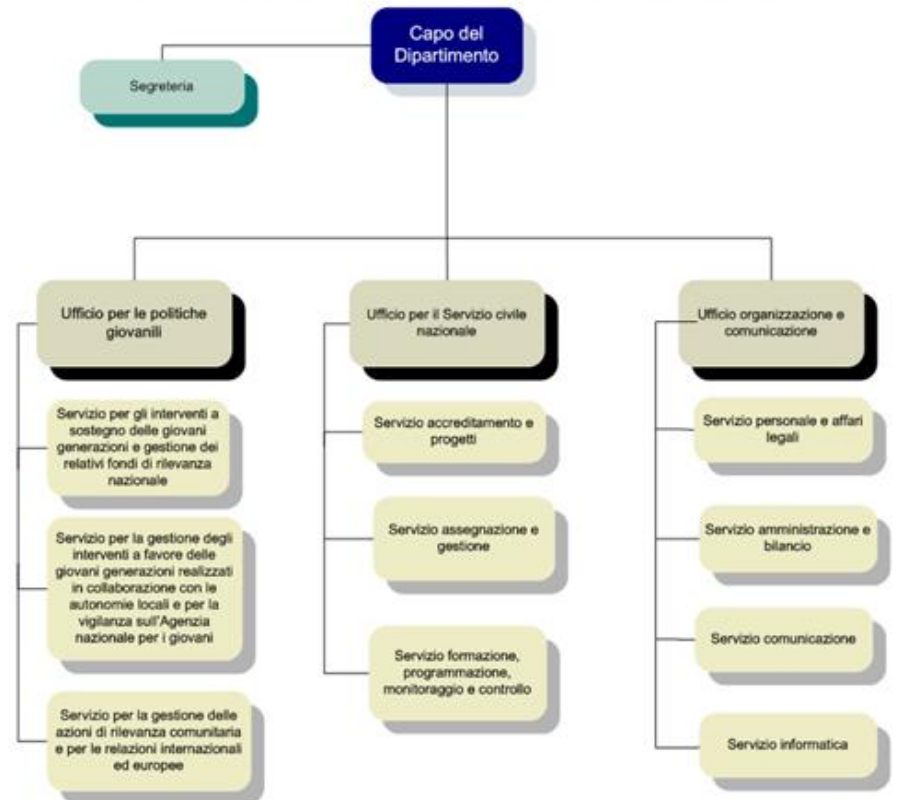 Capo del
Dipartimento
Segreteria
Ufficio per le politiche
giovanili
Servizio per gli interventi a
sostegno delle giovani
generazioni e gestione dei
relativi fondi di rilevanza
nazionale
Servizio per la gestione degli
interventi a favore delle
giovani generazioni realizzati
in collaborazione con le
autonomie locali e per la
vigilanza sull'Agenzia
nazionale per i giovani
Servizio per la gestione delle
azioni di rilevanza comunitaria
e per le relazioni internazionali
ed europee
Ufficio per il Servizio civile
nazionale
Servizio accreditamento e
progetti
Servizio assegnazione e
gestione
Servizio formazione,
programmazione,
monitoraggio e controllo
Ufficio organizzazione e
comunicazione
Servizio personale e affari
legali
Servizio amministrazione e
bilancio
Servizio comunicazione
Servizio informatica